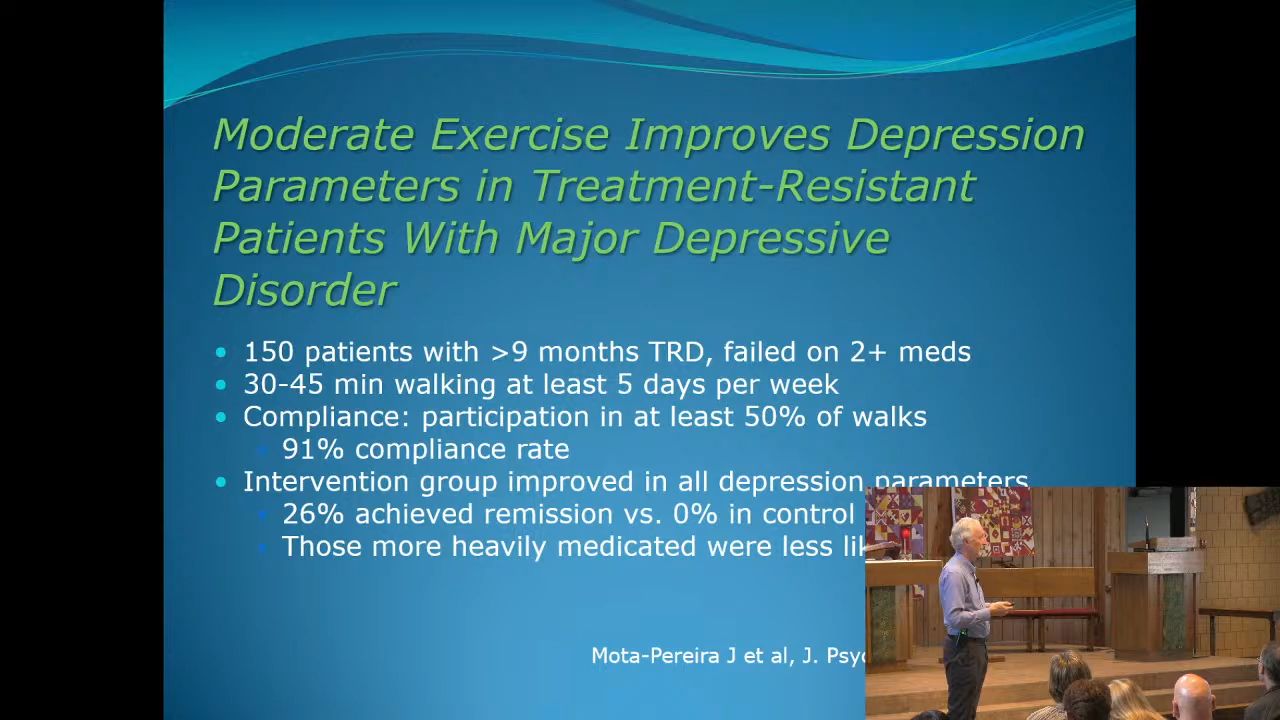 Moderate Exercise Improves Depression
Parameters in Treatment-Resistant
Patients With Major Depressive
Disorder
150 patients with >9 months TRD, failed on 2+ meds
30-45 min walking at least 5 days per week
Compliance: participation in at least 50% of walks
91% compliance rate
Intervention group improved in all depression parameters
26% achieved remission vs. 0% in control
Those more heavily medicated were less
Mota-Pereira J et al, J.